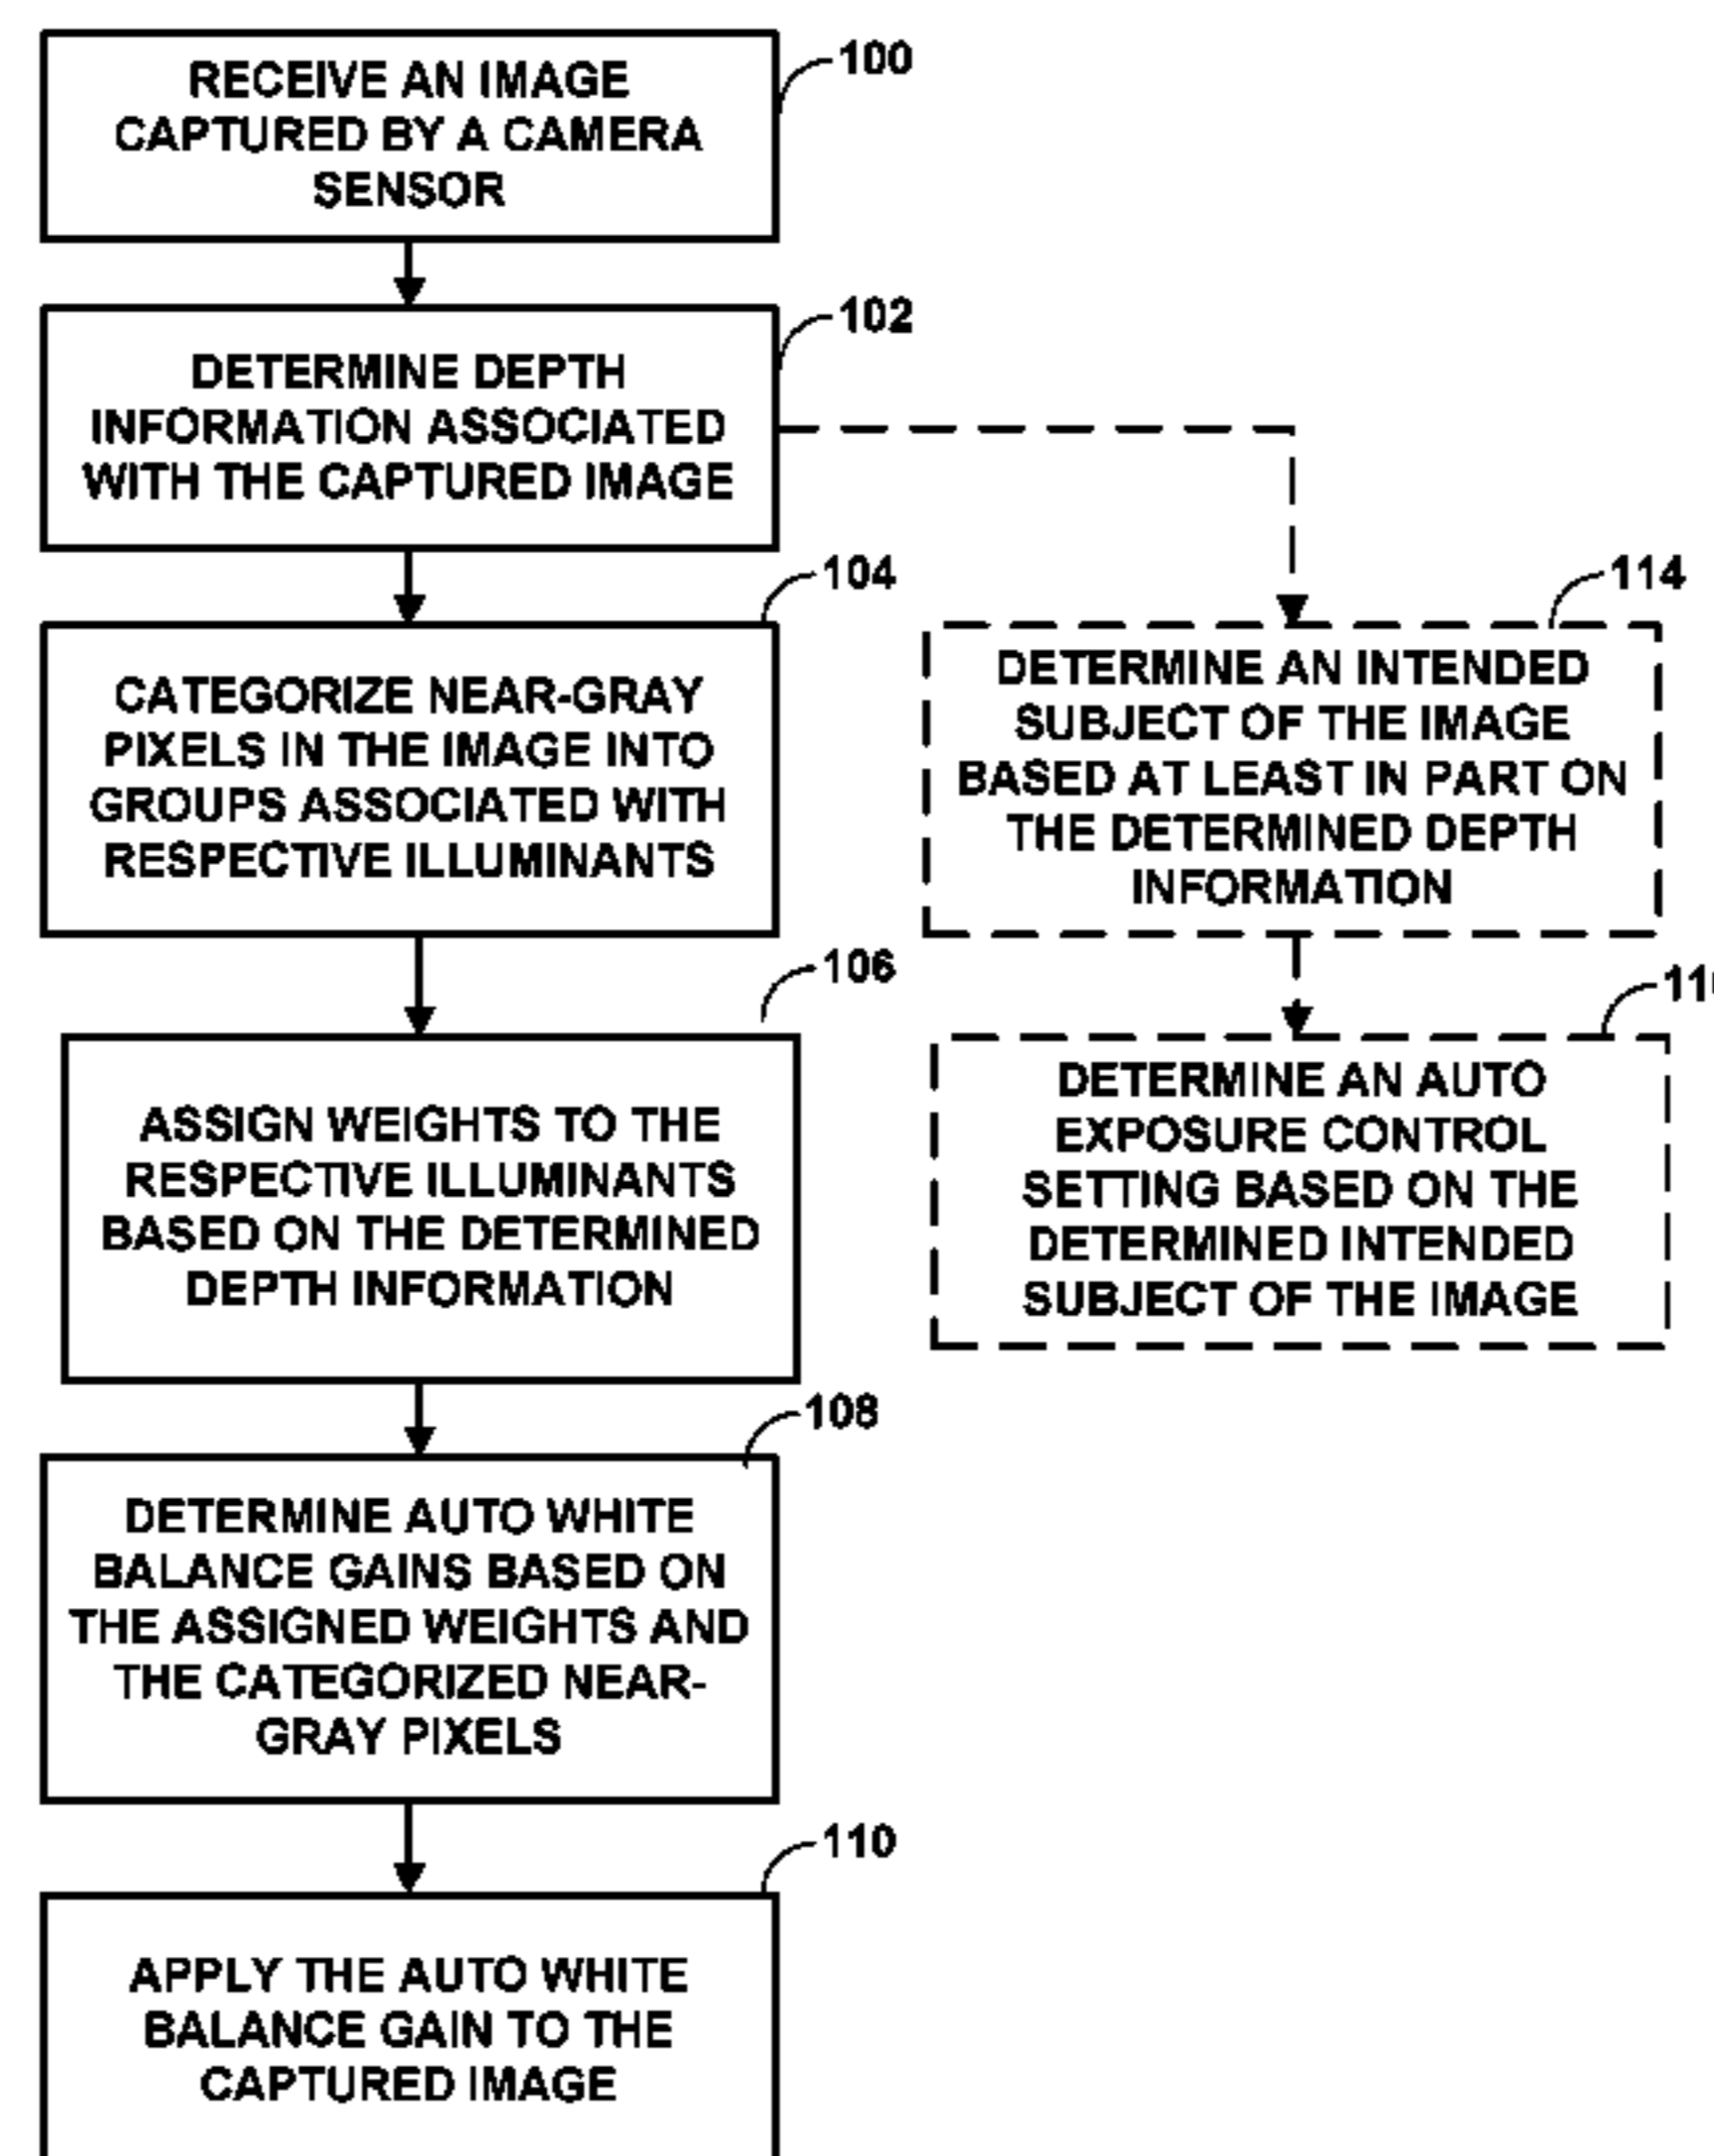 100
RECEIVE AN IMAGE
CAPTURED BY A CAMERA
SENSOR
102
DETERMINE DEPTH
INFORMATION ASSOCIATED
WITH THE CAPTURED IMAGE
104
CATEGORIZE NEAR-GRAY
PIXELS IN THE IMAGE INTO
GROUPS ASSOCIATED WITH
RESPECTIVE ILLUMINANTS
114
DETERMINE AN INTENDED
SUBJECT OF THE IMAGE
BASED AT LEAST IN PART ON
THE DETERMINED DEPTH
INFORMATION
106
ASSIGN WEIGHTS TO THE
RESPECTIVE ILLUMINANTS
BASED ON THE DETERMINED
DEPTH INFORMATION
DETERMINE AN AUTO
EXPOSURE CONTROL
SETTING BASED ON THE
DETERMINED INTENDED
SUBJECT OF THE IMAGE
108
DETERMINE AUTO WHITE
BALANCE GAINS BASED ON
THE ASSIGNED WEIGHTS AND
THE CATEGORIZED NEAR-
GRAY PIXELS
110
APPLY THE AUTO WHITE
BALANCE GAIN TO THE
CAPTURED IMAGE